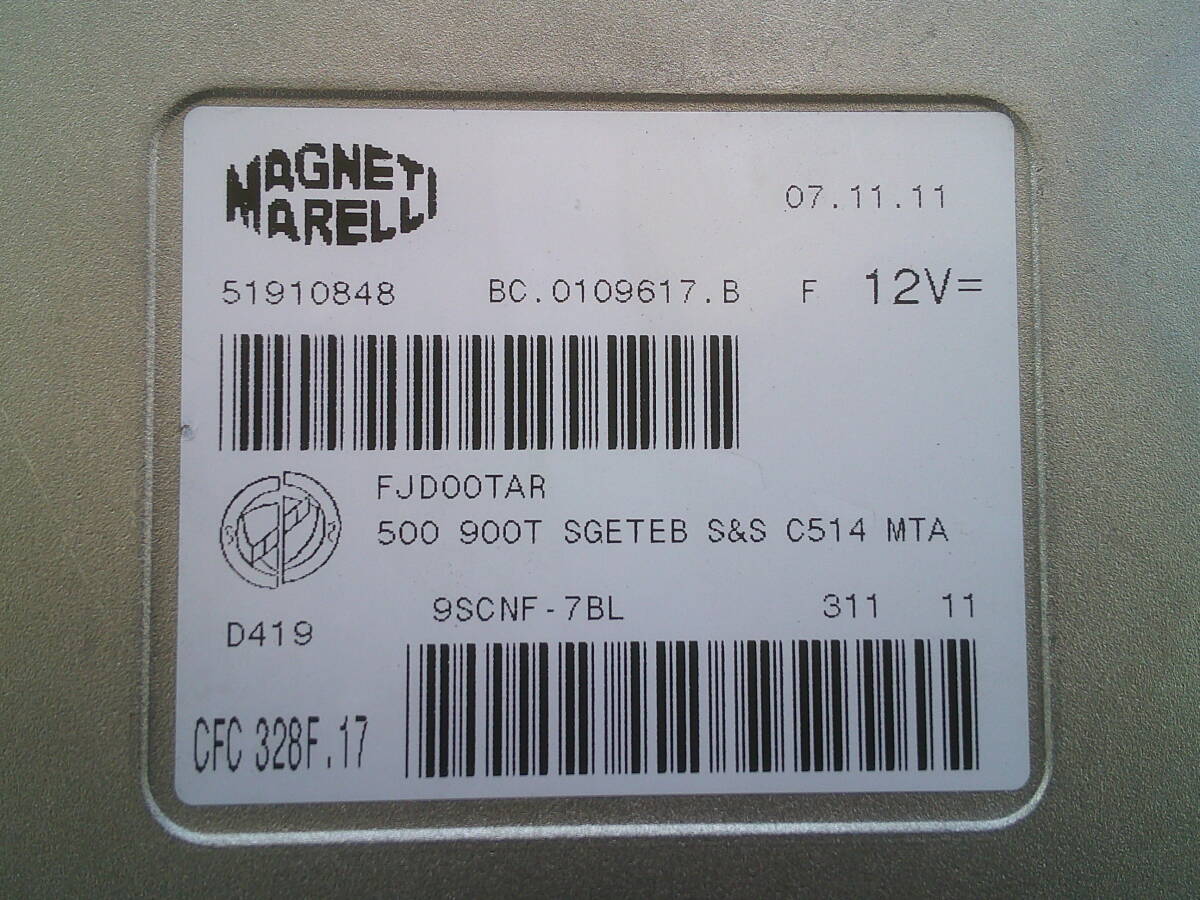 MAGNETI
MARELLI
07.11.11
51910848 BC.0109617.B F 12V=
FJD00TAR
500 900T SGETEB S&S C514 MTA
9SCNF-7BL 311 11
D419
CFC 328F.17